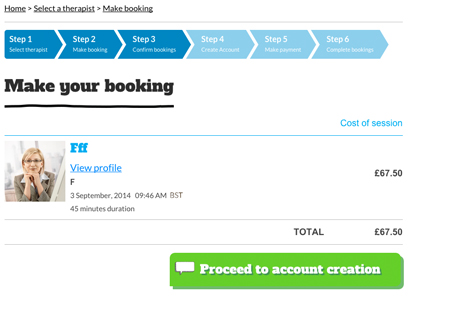 Home > Select a therapist > Make booking
Step 1 Step 2 Step 3 Step 4 Step 5 Step 6
Select therapist Make booking Confirm bookings Create Account Make payment Complete bookings
Make your booking
Cost of session
Fff
View profile
F
£67.50
3 September, 2014 09:46 AM BST
45 minutes duration
TOTAL £67.50
Proceed to account creation